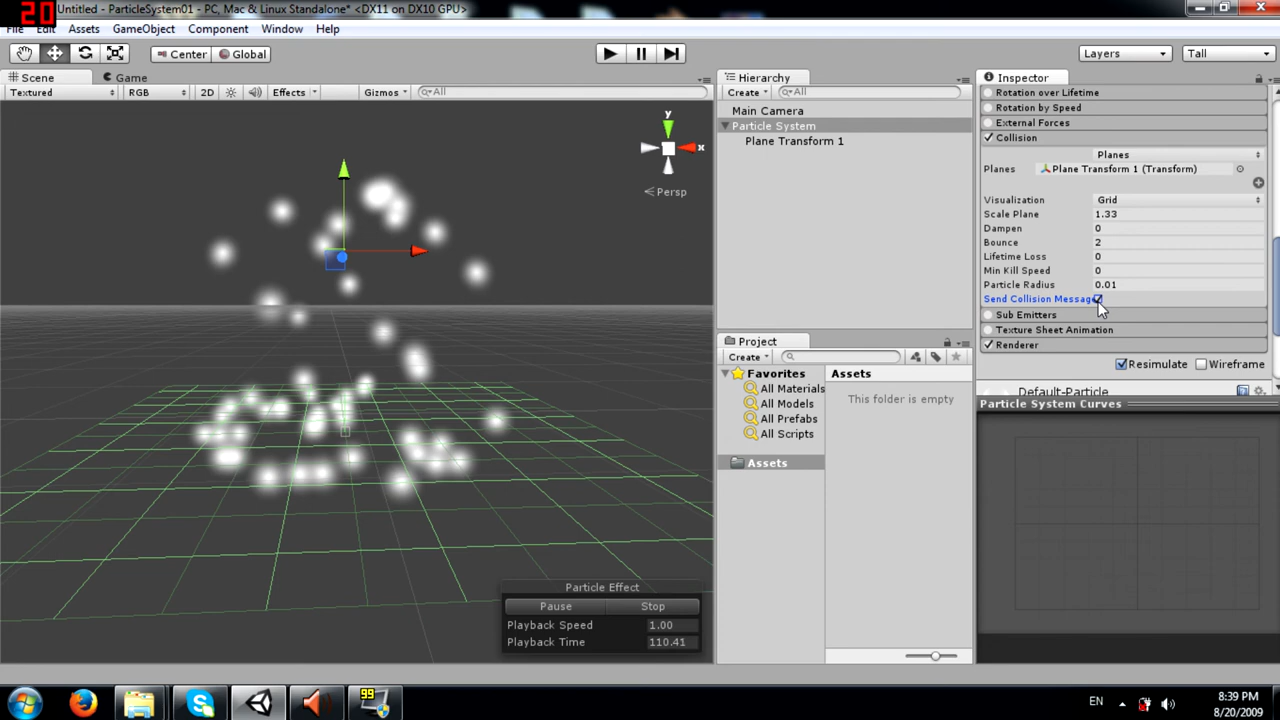 20
Untitled - ParticleSystem01 - PC, Mac & Linux Standalone* <DX11 on DX10 GPU>
File Edit Assets GameObject Component Window Help
Center Global Layers Tall
Scene Game
Textured RGB 2D Effects Gizmos All
y
x
Persp
Particle Effect
Pause Stop
Playback Speed 1.00
Playback Time 110.41
Hierarchy
Create All
Main Camera
Particle System
Plane Transform 1
Project
Create
Favorites
All Materials
All Models
All Prefabs
All Scripts
Assets
Assets
This folder is empty
Inspector
Rotation over Lifetime
Rotation by Speed
External Forces
Collision
Planes
Planes Plane Transform 1 (Transform)
Visualization Grid
Scale Plane 1.33
Dampen 0
Bounce 2
Lifetime Loss 0
Min Kill Speed 0
Particle Radius 0.01
Send Collision Messag
Sub Emitters
Texture Sheet Animation
Renderer
Resimulate Wireframe
Default-Particle
Particle System Curves
99
EN
8:39 PM
8/20/2009